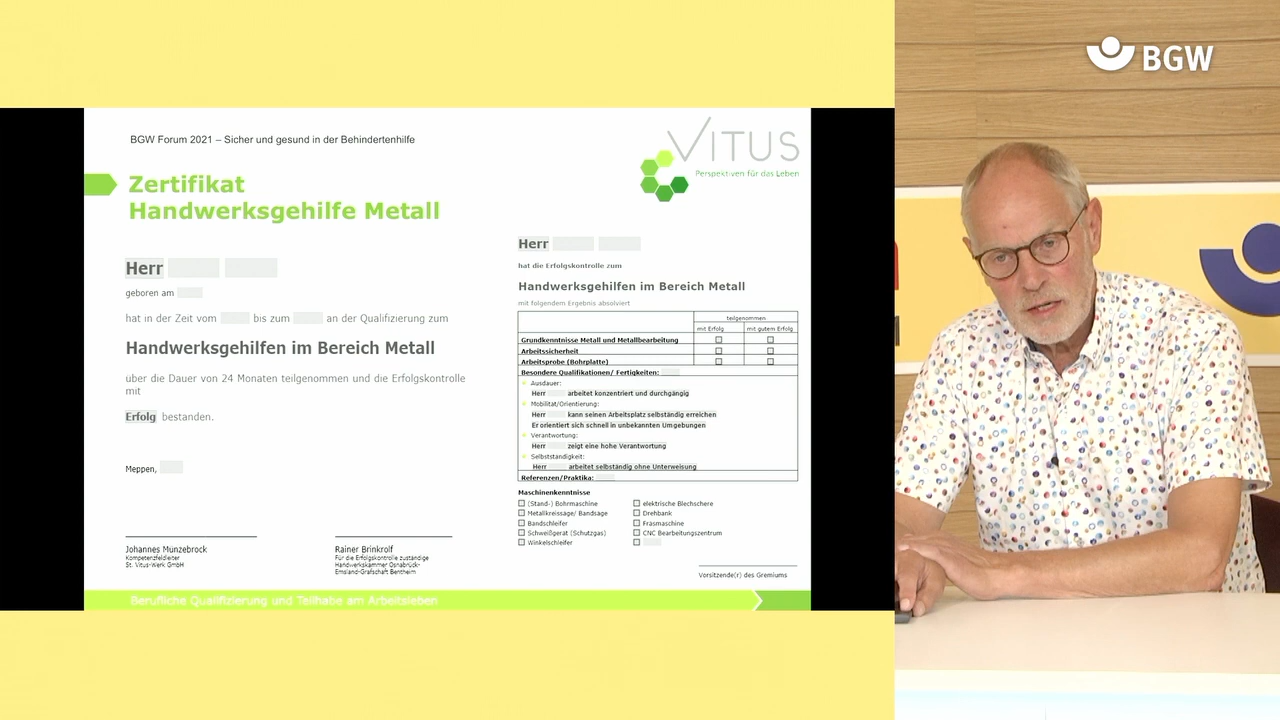 BGW Forum 2021 – Sicher und gesund in der Behindertenhilfe
VITUS
Perspektiven für das Leben
Zertifikat
Handwerksgehilfe Metall
Herr
geboren am
hat in der Zeit vom bis zum an der Qualifizierung zum
Handwerksgehilfen im Bereich Metall
über die Dauer von 24 Monaten teilgenommen und die Erfolgskontrolle
mit
Erfolg bestanden.
Meppen,
Johannes Münzebrock
Kompetenzfeldleiter
St. Vitus-Werk GmbH
Rainer Brinkrolf
Für die Erfolgskontrolle zuständige
Handwerkskammer Osnabrück-
Emsland-Grafschaft Bentheim
Herr
hat die Erfolgskontrolle zum
Handwerksgehilfen im Bereich Metall
mit folgendem Ergebnis absolviert
teilgenommen
mit Erfolg mit gutem Erfolg
Grundkenntnisse Metall und Metallbearbeitung
Arbeitssicherheit
Arbeitsprobe (Bohrplatte)
Besondere Qualifikationen/ Fertigkeiten:
Ausdauer:
Herr arbeitet konzentriert und durchgängig
Mobilität/Orientierung:
Herr kann seinen Arbeitsplatz selbständig erreichen
Er orientiert sich schnell in unbekannten Umgebungen
Verantwortung:
Herr zeigt eine hohe Verantwortung
Selbstständigkeit:
Herr arbeitet selbständig ohne Unterweisung
Referenzen/Praktika:
Maschinenkenntnisse
(Stand-) Bohrmaschine
Metallkreissäge/ Bandsäge
Bandschleifer
Schweißgerät (Schutzgas)
Winkelschleifer
elektrische Blechschere
Drehbank
Fräsmaschine
CNC Bearbeitungszentrum
Vorsitzende(r) des Gremiums
Berufliche Qualifizierung und Teilhabe am Arbeitsleben
BGW